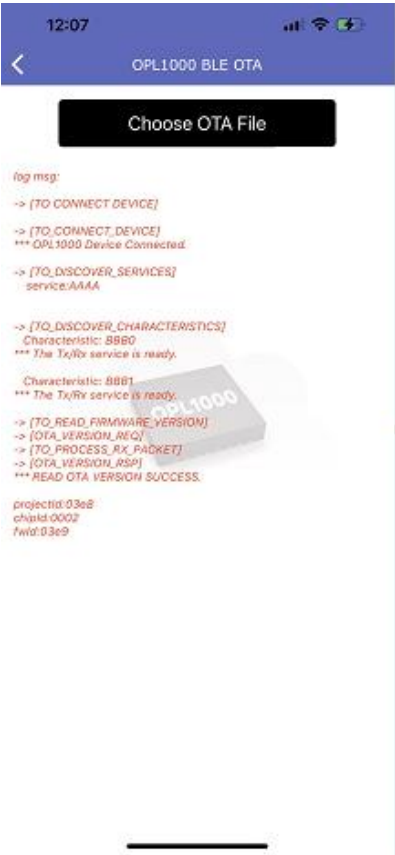 12:07
OPL1000 BLE OTA
Choose OTA File
log msg:
-> [TO CONNECT DEVICE]
-> [TO_CONNECT_DEVICE]
*** OPL1000 Device Connected.
-> [TO_DISCOVER_SERVICES]
service:AAAA
-> [TO_DISCOVER_CHARACTERISTICS]
Characteristic: BBB0
*** The Tx/Rx service is ready.
Characteristic: BBB1
*** The Tx/Rx service is ready.
OPL1000
-> [TO_READ_FIRMWARE_VERSION]
-> [OTA_VERSION_REQ]
-> [TO_PROCESS_RX_PACKET]
-> [OTA_VERSION_RSP]
*** READ OTA VERSION SUCCESS.
projectId:03e8
chipId:0002
fwId:03e9